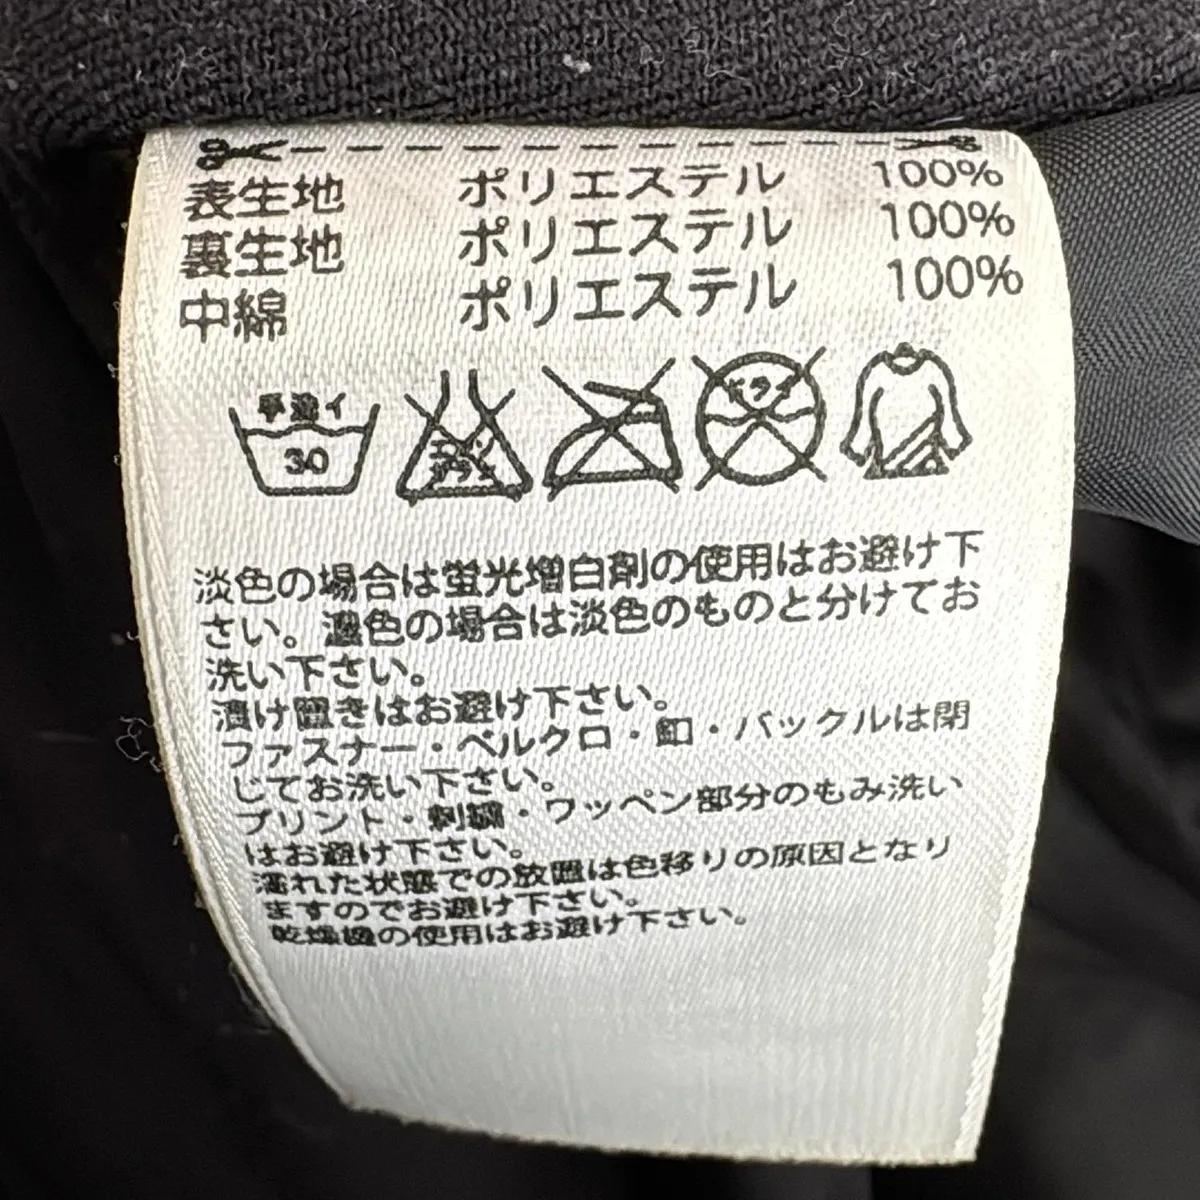 表生地 ポリエステル 100%
裏生地 ポリエステル 100%
中綿 ポリエステル 100%
手洗イ
30
エンソ
サラシ
ドライ
淡色の場合は蛍光増白剤の使用はお避け下
さい。濃色の場合は淡色のものと分けてお
洗い下さい。
漬け置きはお避け下さい。
ファスナー・ベルクロ・釦・バックルは閉
じてお洗い下さい。
プリント・刺繍・ワッペン部分のもみ洗い
はお避け下さい。
濡れた状態での放置は色移りの原因となり
ますのでお避け下さい。
乾燥機の使用はお避け下さい。